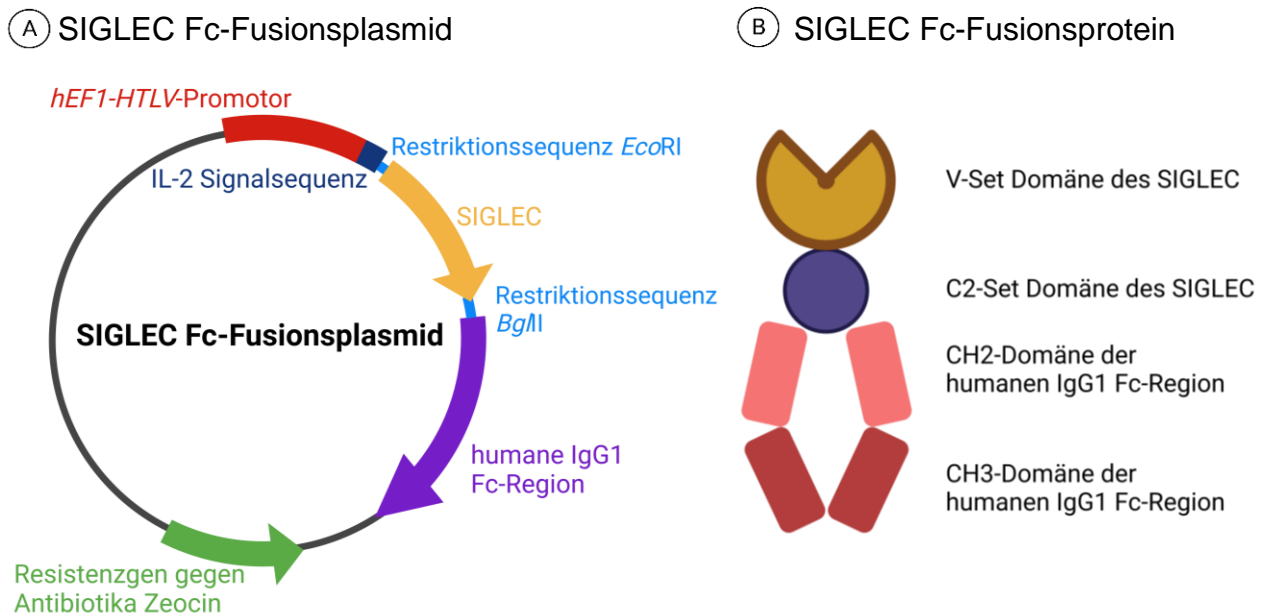 A SIGLEC Fc-Fusionsplasmid
hEF1-HTLV-Promotor
Restriktionssequenz EcoRI
IL-2 Signalsequenz
SIGLEC
Restriktionssequenz
BglII
SIGLEC Fc-Fusionsplasmid
humane IgG1
Fc-Region
Resistenzgen gegen
Antibiotika Zeocin
B SIGLEC Fc-Fusionsprotein
V-Set Domäne des SIGLEC
C2-Set Domäne des SIGLEC
CH2-Domäne der
humanen IgG1 Fc-Region
CH3-Domäne der
humanen IgG1 Fc-Region